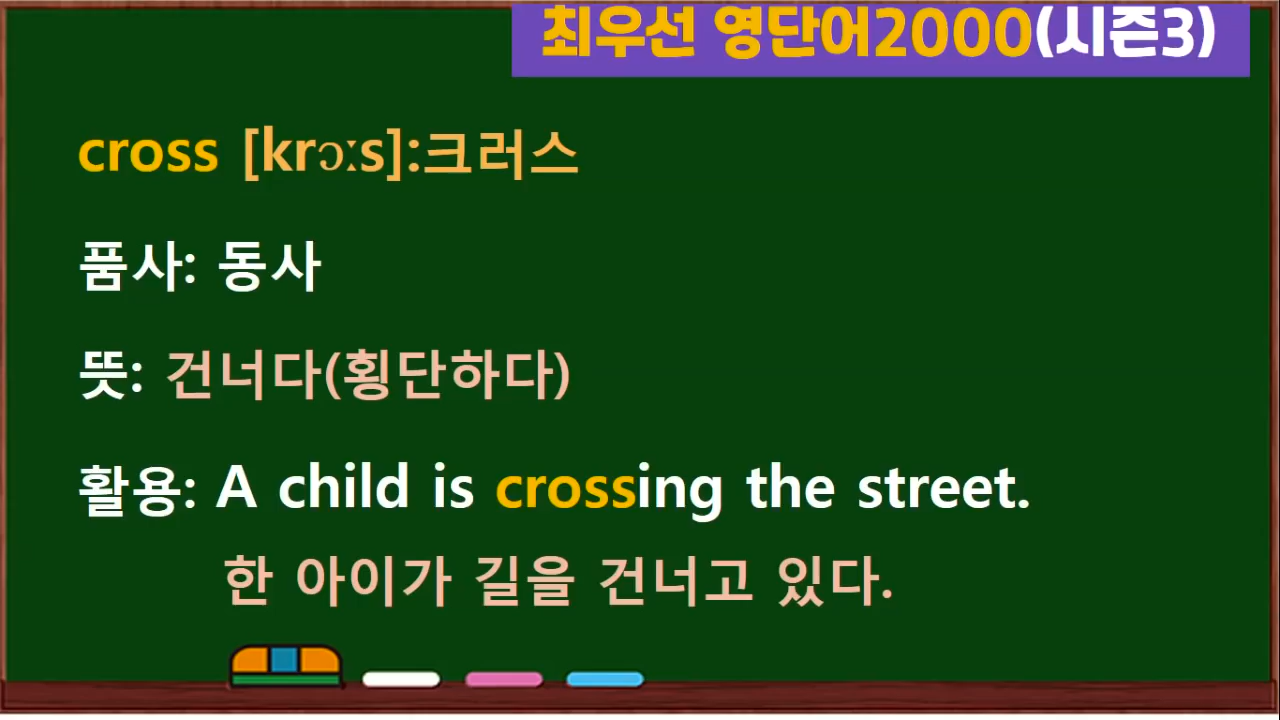 최우선 영단어2000(시즌3)
cross [krɔːs]:크러스
품사: 동사
뜻: 건너다(횡단하다)
활용: A child is crossing the street.
한 아이가 길을 건너고 있다.